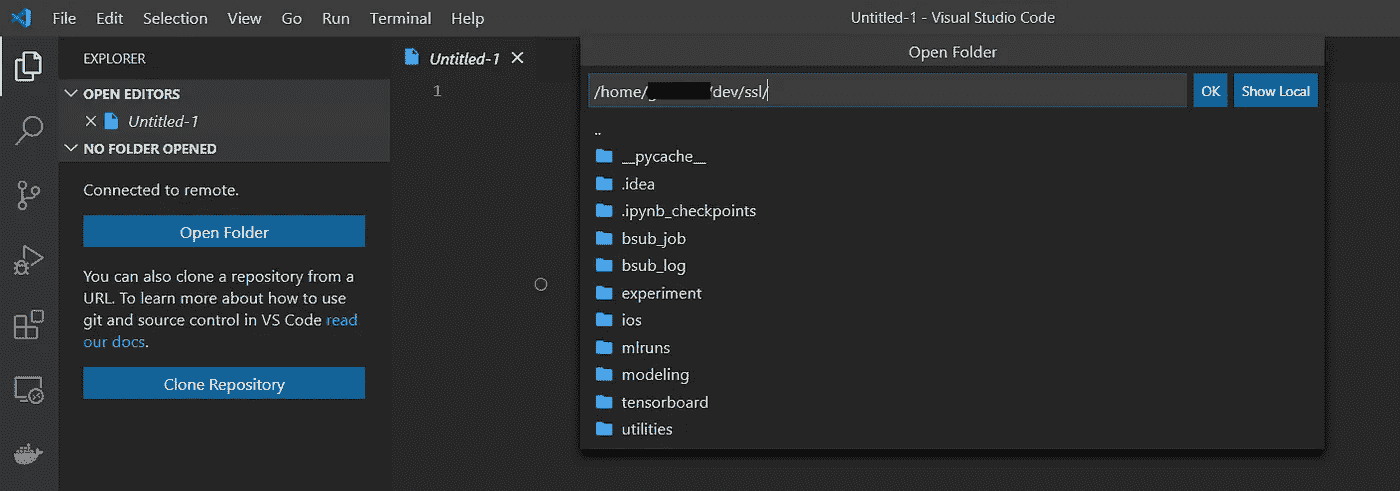 File Edit Selection View Go Run Terminal Help
Untitled-1 - Visual Studio Code
EXPLORER
OPEN EDITORS
Untitled-1
NO FOLDER OPENED
Connected to remote.
Open Folder
You can also clone a repository from a
URL. To learn more about how to use
git and source control in VS Code read
our docs.
Clone Repository
Untitled-1
1
Open Folder
/home/ /dev/ssl/
OK
Show Local
..
__pycache__
.idea
.ipynb_checkpoints
bsub_job
bsub_log
experiment
ios
mlruns
modeling
tensorboard
utilities